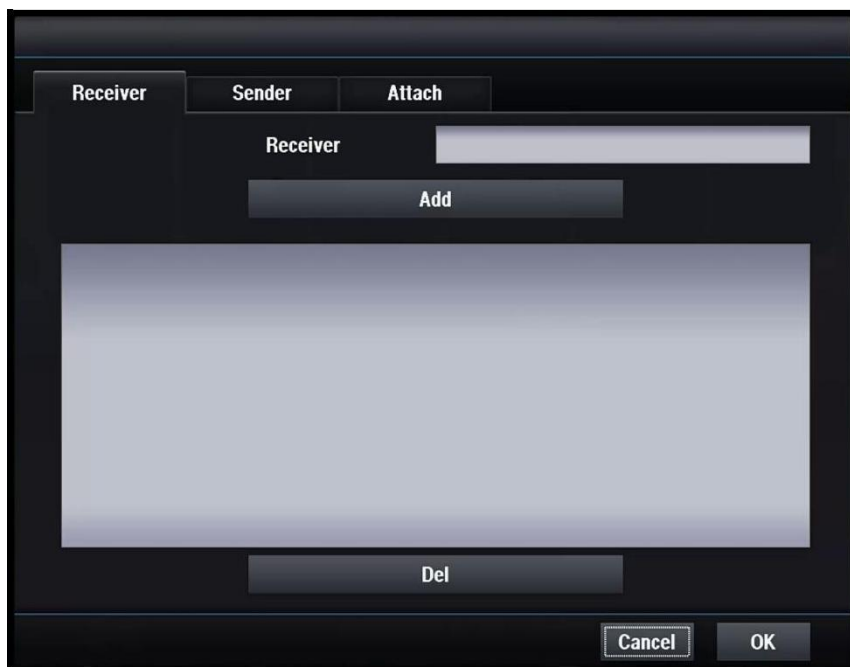 Receiver Sender Attach
Receiver
Add
Del
Cancel OK